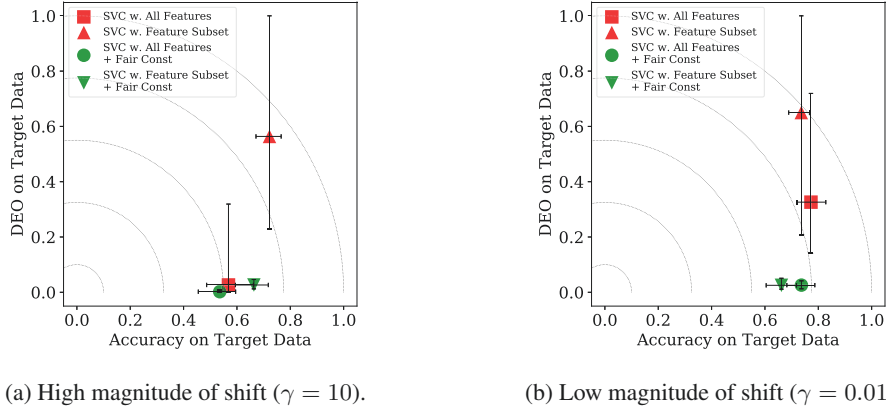 SVC w. All Features
SVC w. Feature Subset
SVC w. All Features
+ Fair Const
SVC w. Feature Subset
+ Fair Const
DEO on Target Data
1.0
0.8
0.6
0.4
0.2
0.0
0.0 0.2 0.4 0.6 0.8 1.0
Accuracy on Target Data
(a) High magnitude of shift (γ = 10).
SVC w. All Features
SVC w. Feature Subset
SVC w. All Features
+ Fair Const
SVC w. Feature Subset
+ Fair Const
DEO on Target Data
1.0
0.8
0.6
0.4
0.2
0.0
0.0 0.2 0.4 0.6 0.8 1.0
Accuracy on Target Data
(b) Low magnitude of shift (γ = 0.01